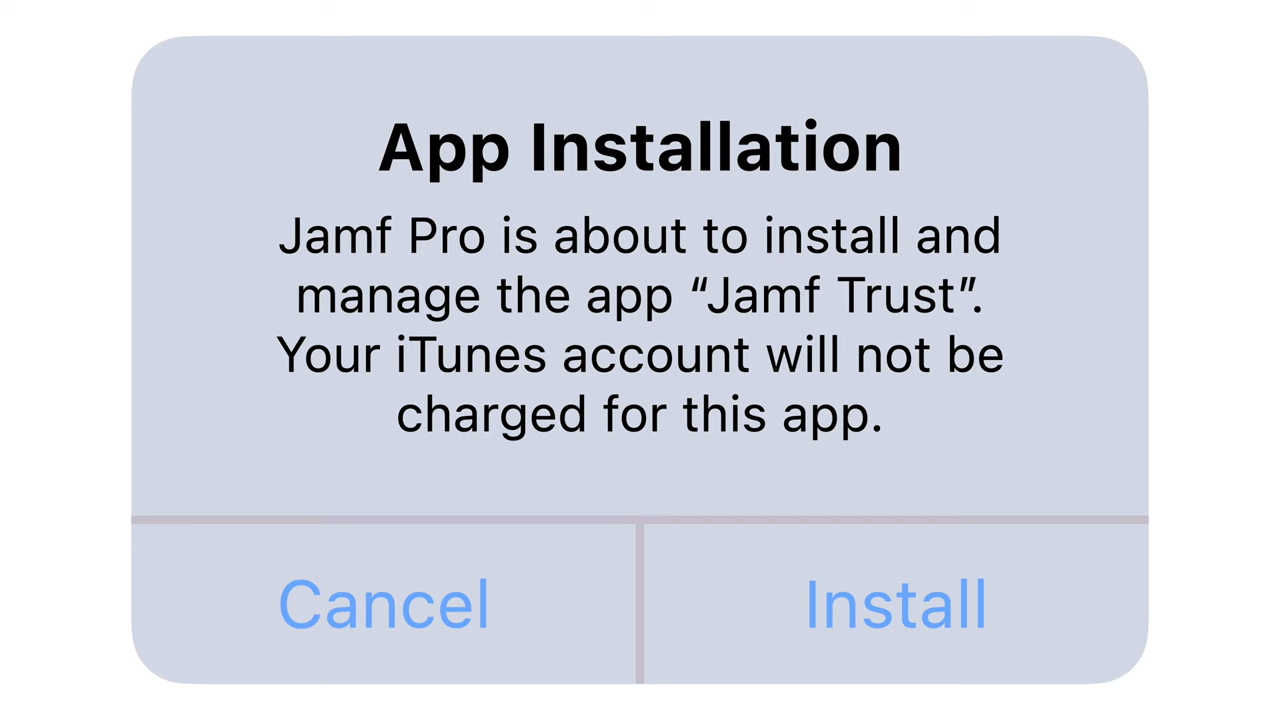 App Installation
Jamf Pro is about to install and
manage the app “Jamf Trust”.
Your iTunes account will not be
charged for this app.
Cancel
Install